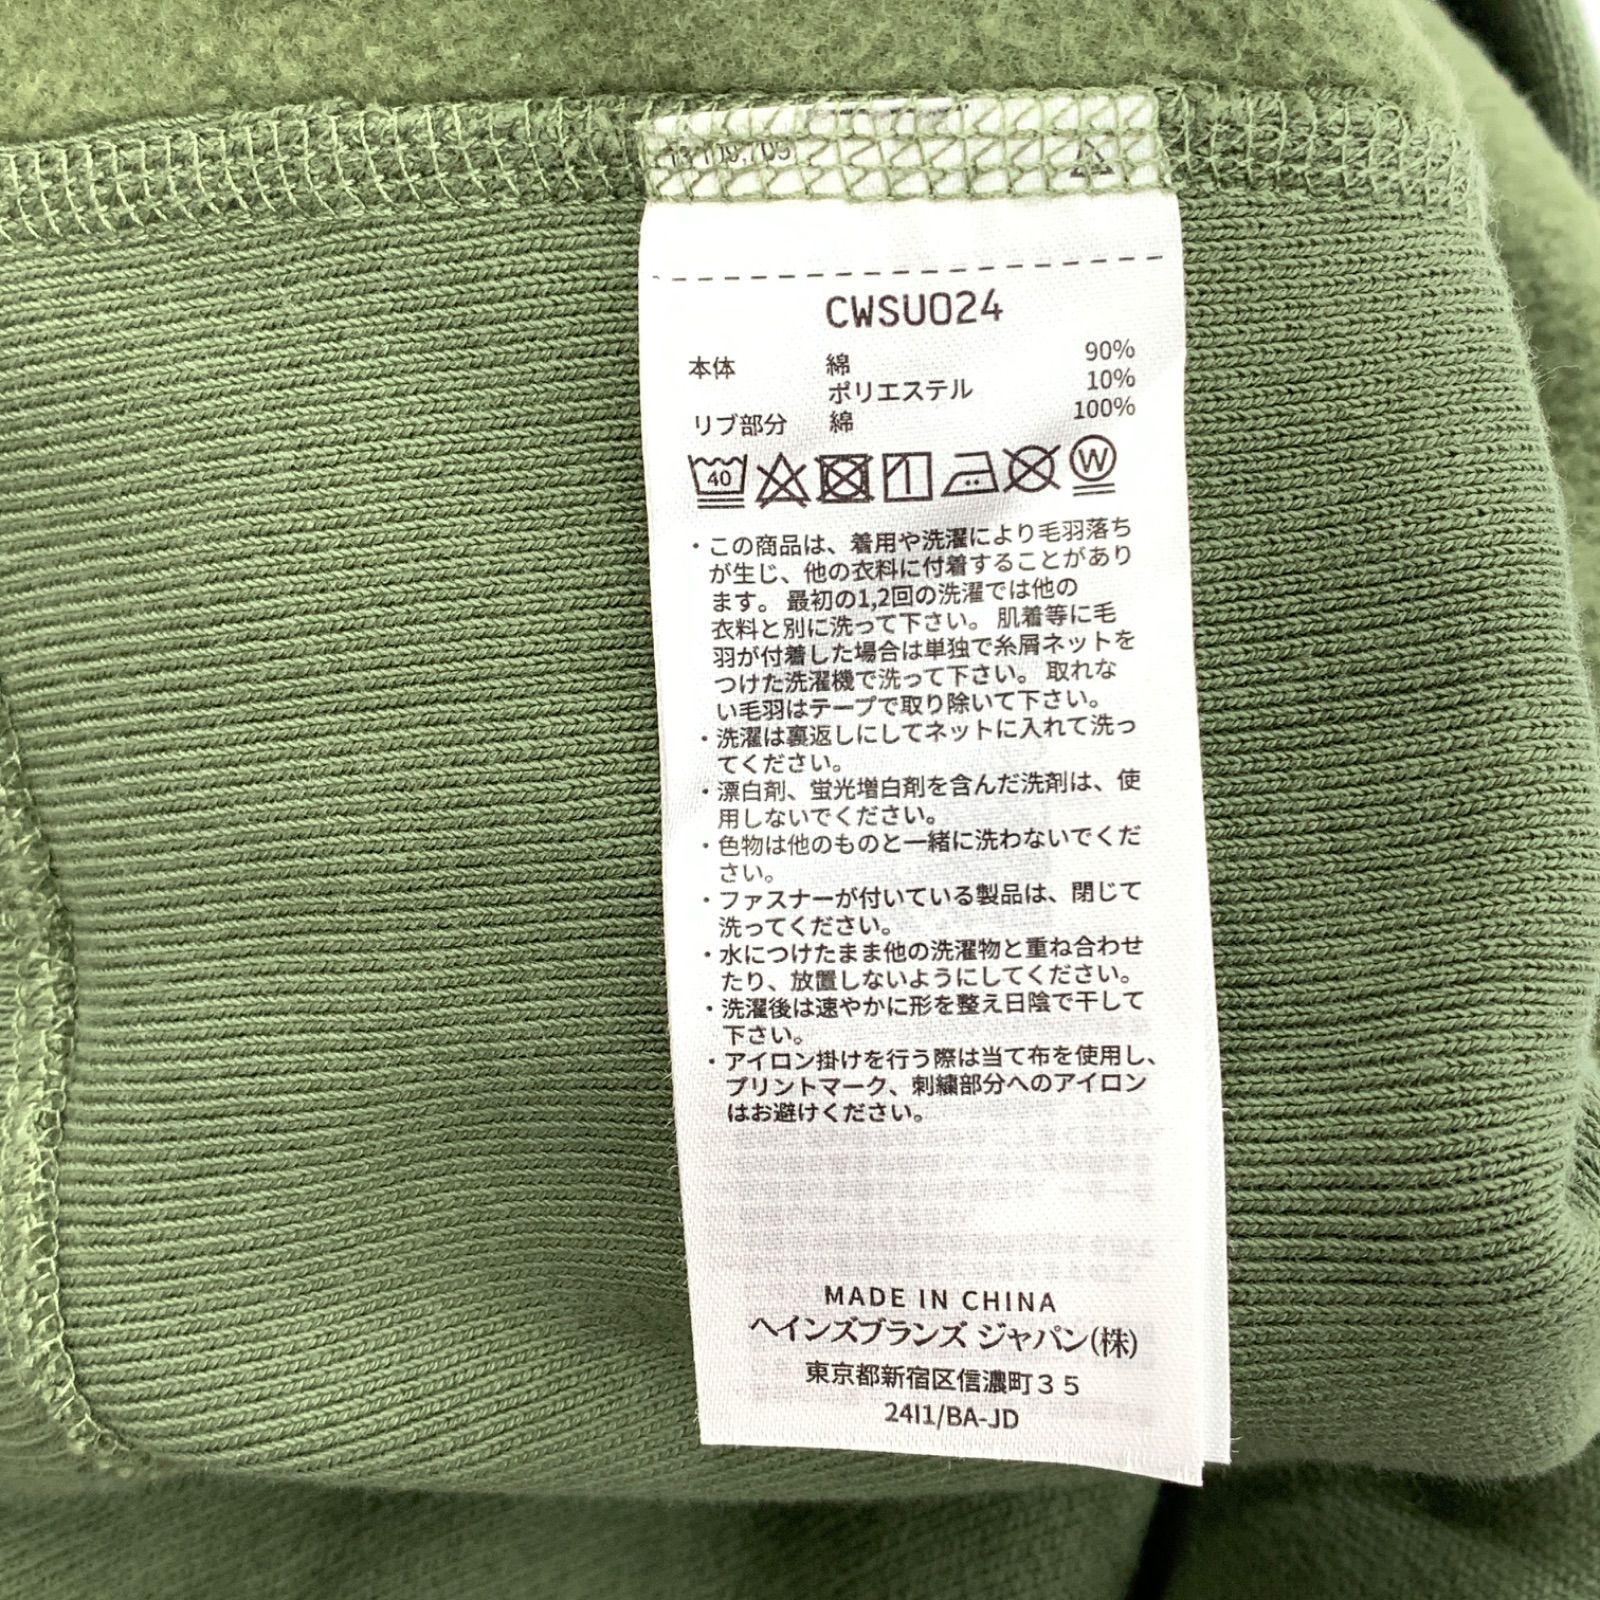 CWSU024
本体 綿 90%
ポリエステル 10%
リブ部分 綿 100%
40 W
・この商品は、着用や洗濯により毛羽落ち
が生じ、他の衣料に付着することがあり
ます。最初の1,2回の洗濯では他の
衣料と別に洗って下さい。肌着等に毛
羽が付着した場合は単独で糸屑ネットを
つけた洗濯機で洗って下さい。取れな
い毛羽はテープで取り除いて下さい。
・洗濯は裏返しにしてネットに入れて洗っ
てください。
・漂白剤、蛍光増白剤を含んだ洗剤は、使
用しないでください。
・色物は他のものと一緒に洗わないでくだ
さい。
・ファスナーが付いている製品は、閉じて
洗ってください。
・水につけたまま他の洗濯物と重ね合わせ
たり、放置しないようにしてください。
・洗濯後は速やかに形を整え日陰で干して
下さい。
・アイロン掛けを行う際は当て布を使用し、
プリントマーク、刺繍部分へのアイロン
はお避けください。
MADE IN CHINA
ヘインズブランズ ジャパン(株)
東京都新宿区信濃町35
24I1/BA-JD